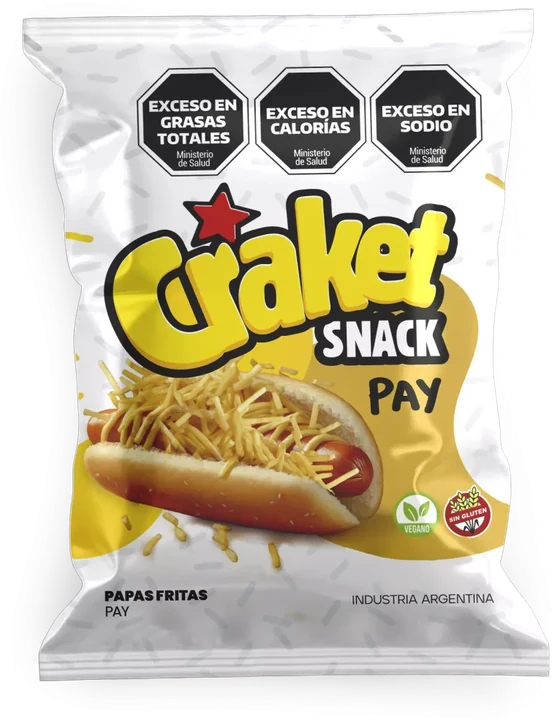 EXCESO EN
GRASAS
TOTALES
Ministerio
de Salud
EXCESO EN
CALORÍAS
Ministerio
de Salud
EXCESO EN
SODIO
Ministerio
de Salud
Craket
SNACK
PAY
VEGANO
SIN GLUTEN
PAPAS FRITAS
PAY
INDUSTRIA ARGENTINA